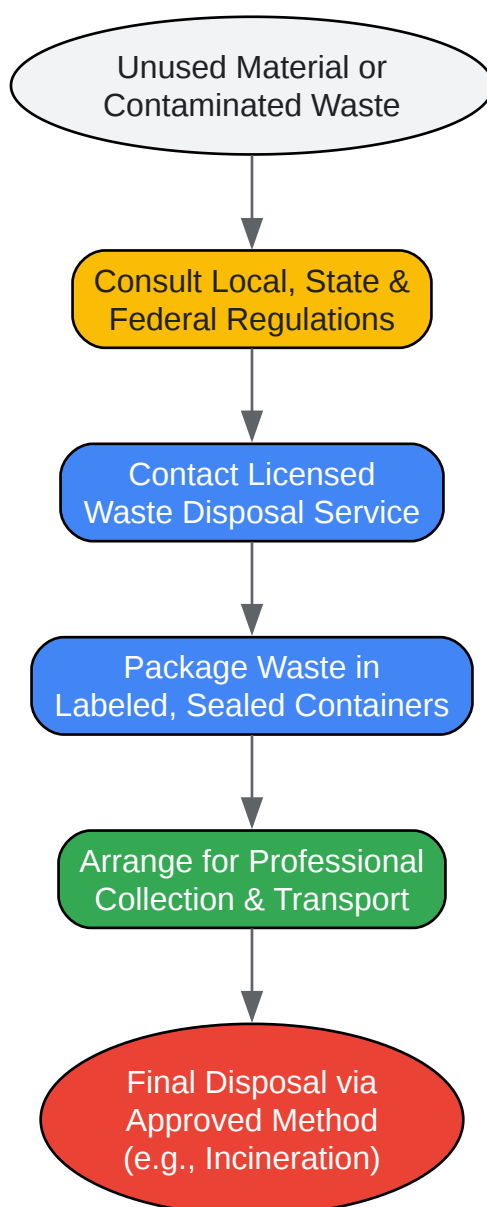 Unused Material or
Contaminated Waste
Consult Local, State &
Federal Regulations
Contact Licensed
Waste Disposal Service
Package Waste in
Labeled, Sealed Containers
Arrange for Professional
Collection & Transport
Final Disposal via
Approved Method
(e.g., Incineration)